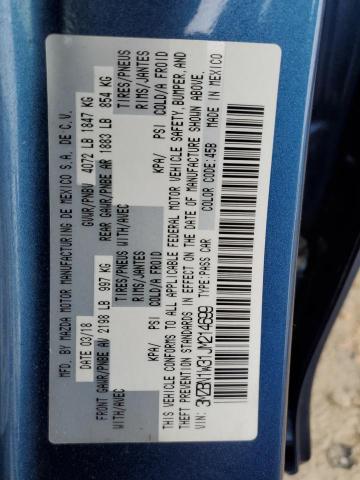 MFD. BY MAZDA MOTOR MANUFACTURING DE MEXICO S.A. DE C.V.
DATE 03/18 GVWR/PNBV 4072 LB 1847 KG
FRONT GAWR/PNBE AV 2198 LB 997 KG REAR GAWR/PNBE AR 1883 LB 854 KG
WITH/AVEC TIRES/PNEUS WITH/AVEC TIRES/PNEUS
RIMS/JANTES RIMS/JANTES
KPA/ PSI COLD/A FROID KPA/ PSI COLD/A FROID
THIS VEHICLE CONFORMS TO ALL APPLICABLE FEDERAL MOTOR VEHICLE SAFETY, BUMPER, AND
THEFT PREVENTION STANDARDS IN EFFECT ON THE DATE OF MANUFACTURE SHOWN ABOVE.
3MZBN1W31JM214699 TYPE: PASS CAR COLOR CODE: 45B MADE IN MEXICO